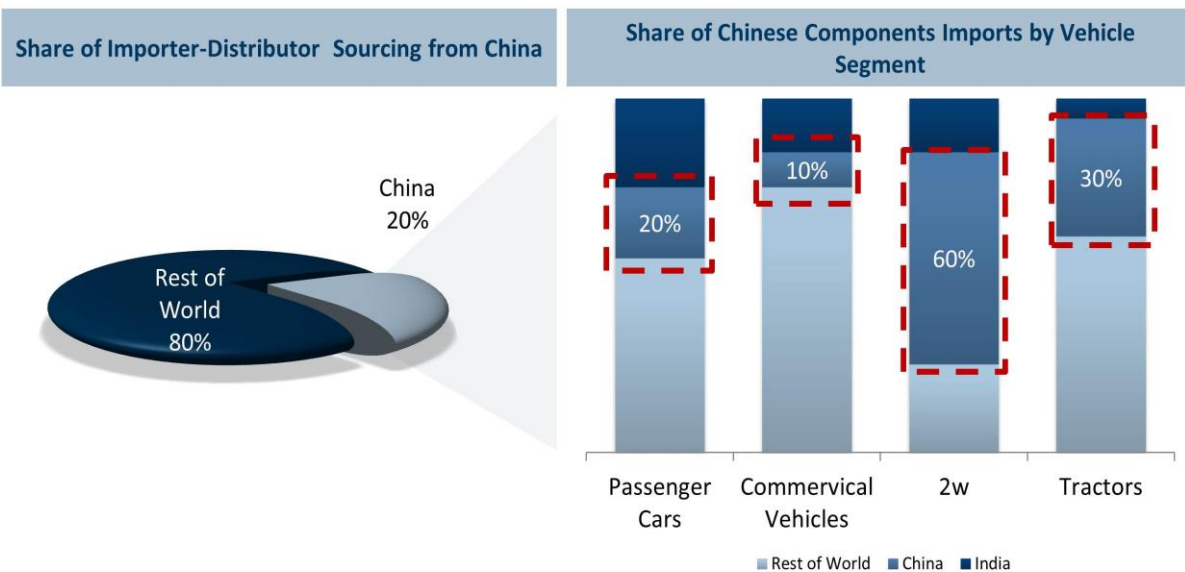 Share of Importer-Distributor Sourcing from China
China
20%
Rest of
World
80%
Share of Chinese Components Imports by Vehicle
Segment
20%
10%
60%
30%
Passenger
Cars
Commervical
Vehicles
2w
Tractors
Rest of World
China
India